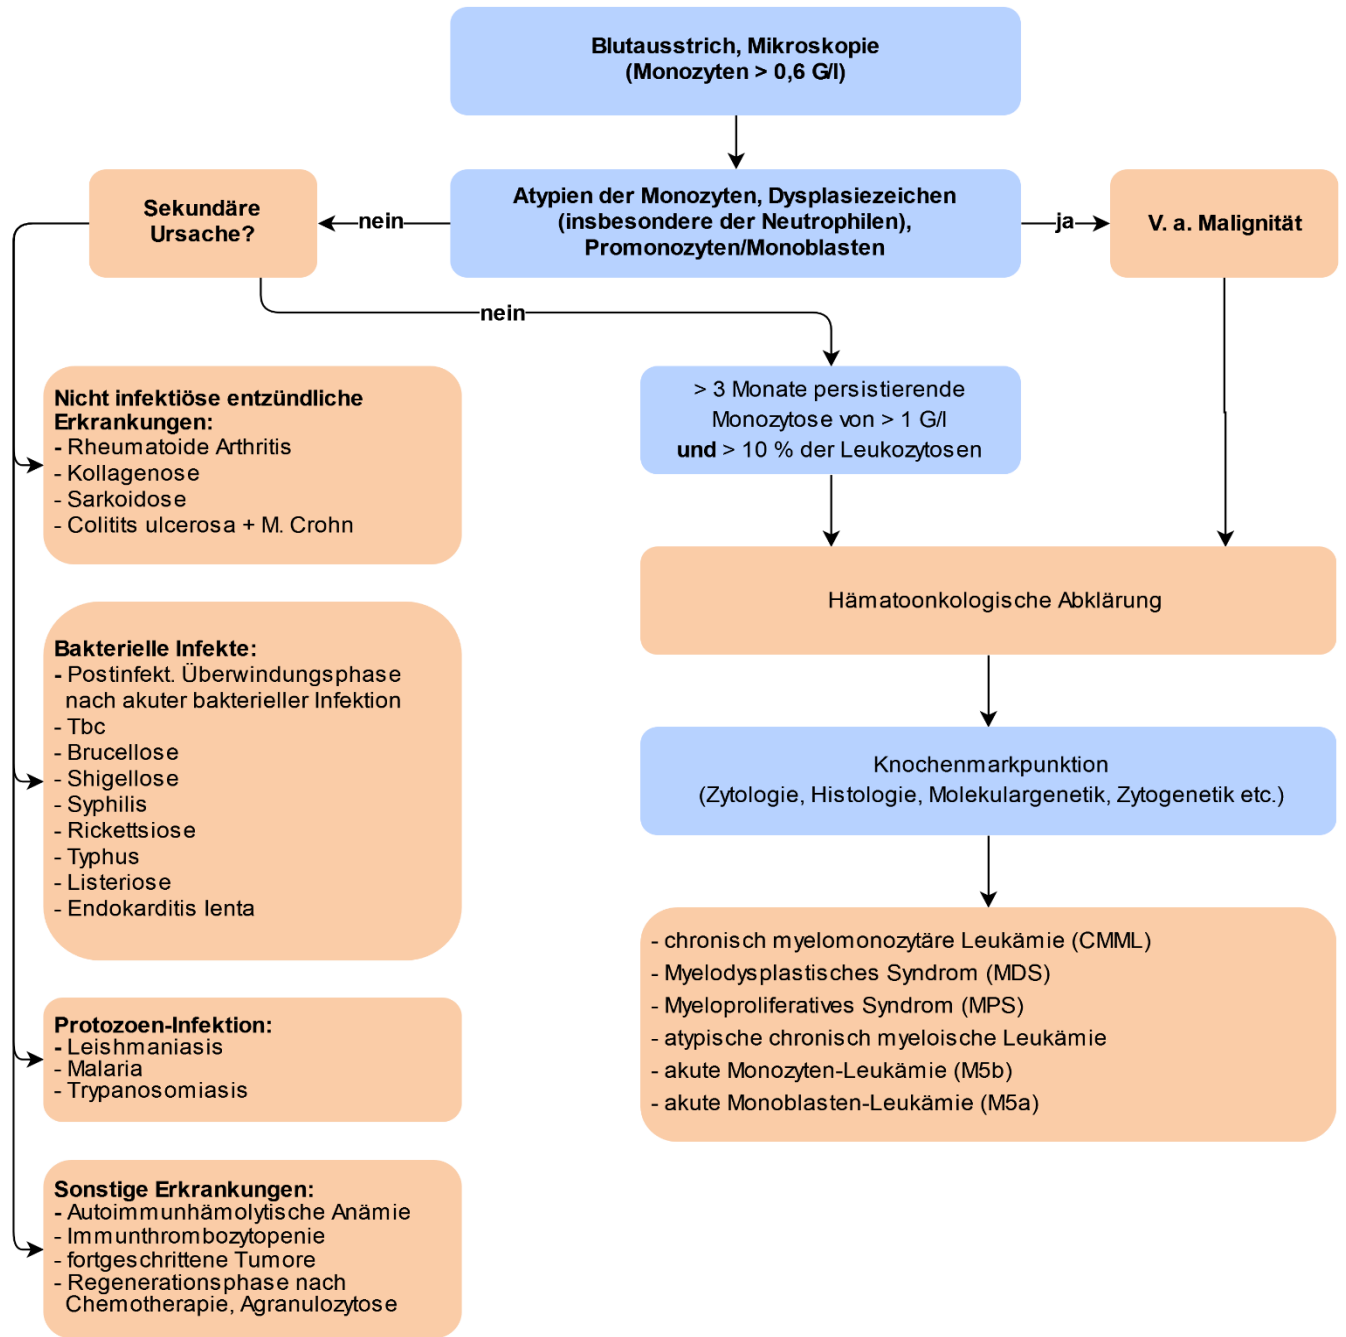 Blutausstrich, Mikroskopie
(Monozyten > 0,6 G/l)
Sekundäre
Ursache?
nein
Atypien der Monozyten, Dysplasiezeichen
(insbesondere der Neutrophilen),
Promonozyten/Monoblasten
ja
V. a. Malignität
nein
Nicht infektiöse entzündliche
Erkrankungen:
- Rheumatoide Arthritis
- Kollagenose
- Sarkoidose
- Colitits ulcerosa + M. Crohn
> 3 Monate persistierende
Monozytose von > 1 G/l
und > 10 % der Leukozytosen
Hämatoonkologische Abklärung
Bakterielle Infekte:
- Postinfekt. Überwindungsphase
nach akuter bakterieller Infektion
- Tbc
- Brucellose
- Shigellose
- Syphilis
- Rickettsiose
- Typhus
- Listeriose
- Endokarditis lenta
Knochenmarkpunktion
(Zytologie, Histologie, Molekulargenetik, Zytogenetik etc.)
- chronisch myelomonozytäre Leukämie (CMML)
- Myelodysplastisches Syndrom (MDS)
- Myeloproliferatives Syndrom (MPS)
- atypische chronisch myeloische Leukämie
- akute Monozyten-Leukämie (M5b)
- akute Monoblasten-Leukämie (M5a)
Protozoen-Infektion:
- Leishmaniasis
- Malaria
- Trypanosomiasis
Sonstige Erkrankungen:
- Autoimmunhämolytische Anämie
- Immunthrombozytopenie
- fortgeschrittene Tumore
- Regenerationsphase nach
Chemotherapie, Agranulozytose